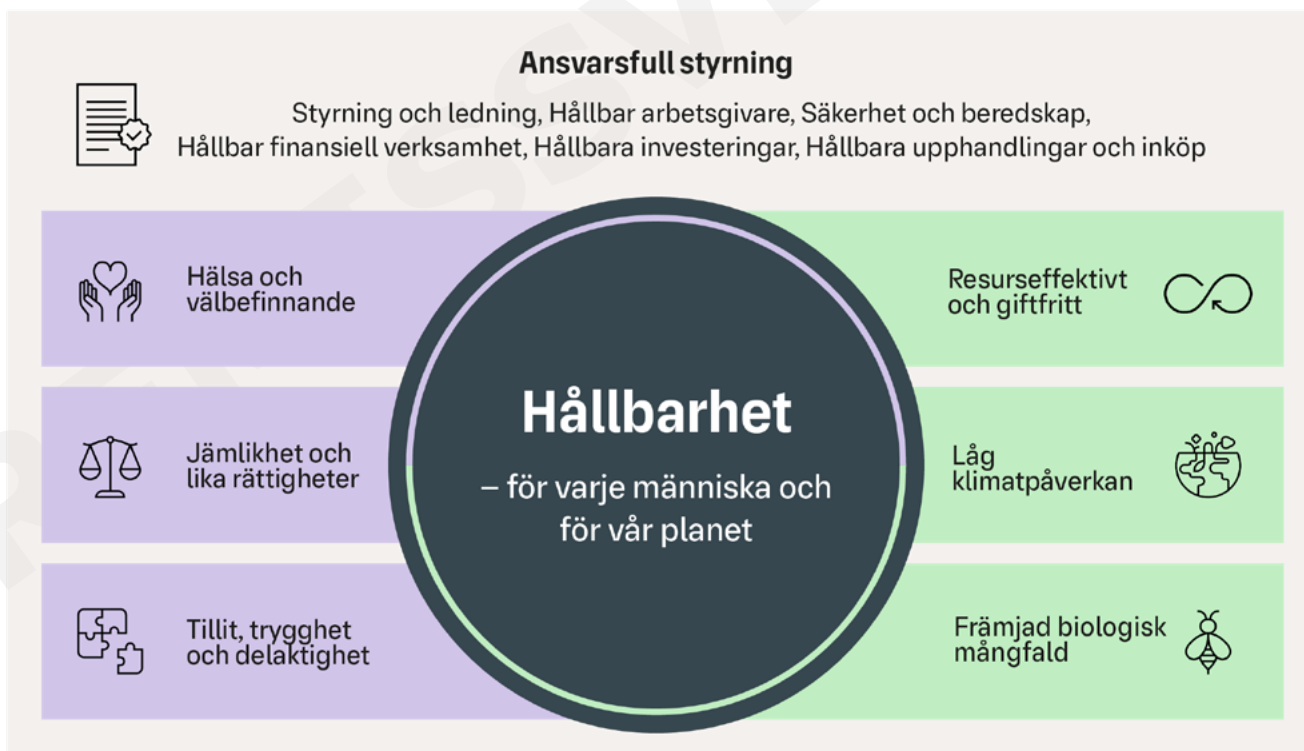 Ansvarsfull styrning
Styrning och ledning, Hållbar arbetsgivare, Säkerhet och beredskap,
Hållbar finansiell verksamhet, Hållbara investeringar, Hållbara upphandlingar och inköp
Hälsa och
välbefinnande
Jämlikhet och
lika rättigheter
Tillit, trygghet
och delaktighet
Hållbarhet
– för varje människa och
för vår planet
Resurseffektivt
och giftfritt
Låg
klimatpåverkan
Främjad biologisk
mångfald